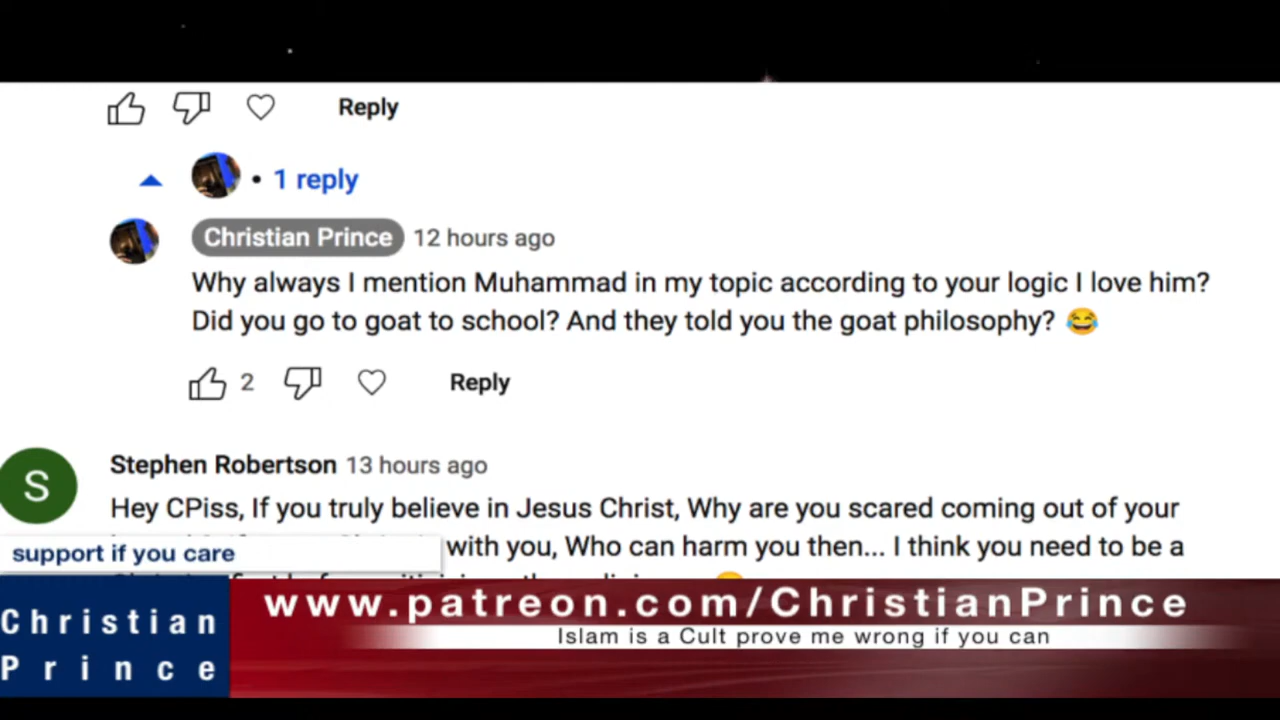 Reply
• 1 reply
Christian Prince 12 hours ago
Why always I mention Muhammad in my topic according to your logic I love him?
Did you go to goat to school? And they told you the goat philosophy? 😂
2 Reply
S
Stephen Robertson 13 hours ago
Hey CPiss, If you truly believe in Jesus Christ, Why are you scared coming out of your
with you, Who can harm you then... I think you need to be a
support if you care
Christian
Prince
www.patreon.com/ChristianPrince
Islam is a Cult prove me wrong if you can